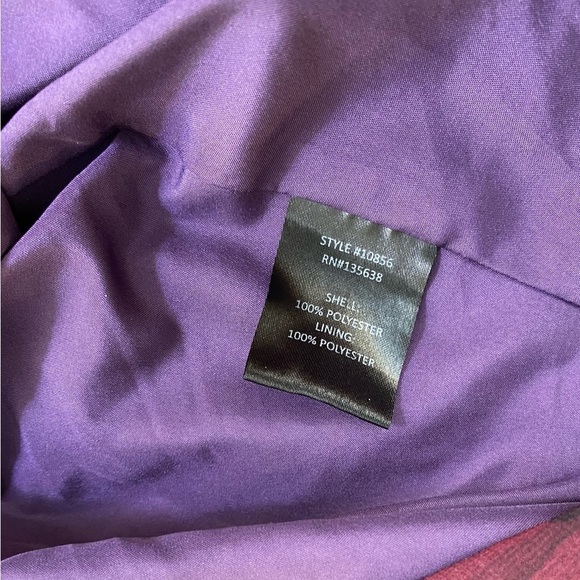 STYLE #10856
RN#135638
SHELL:
100% POLYESTER
LINING:
100% POLYESTER